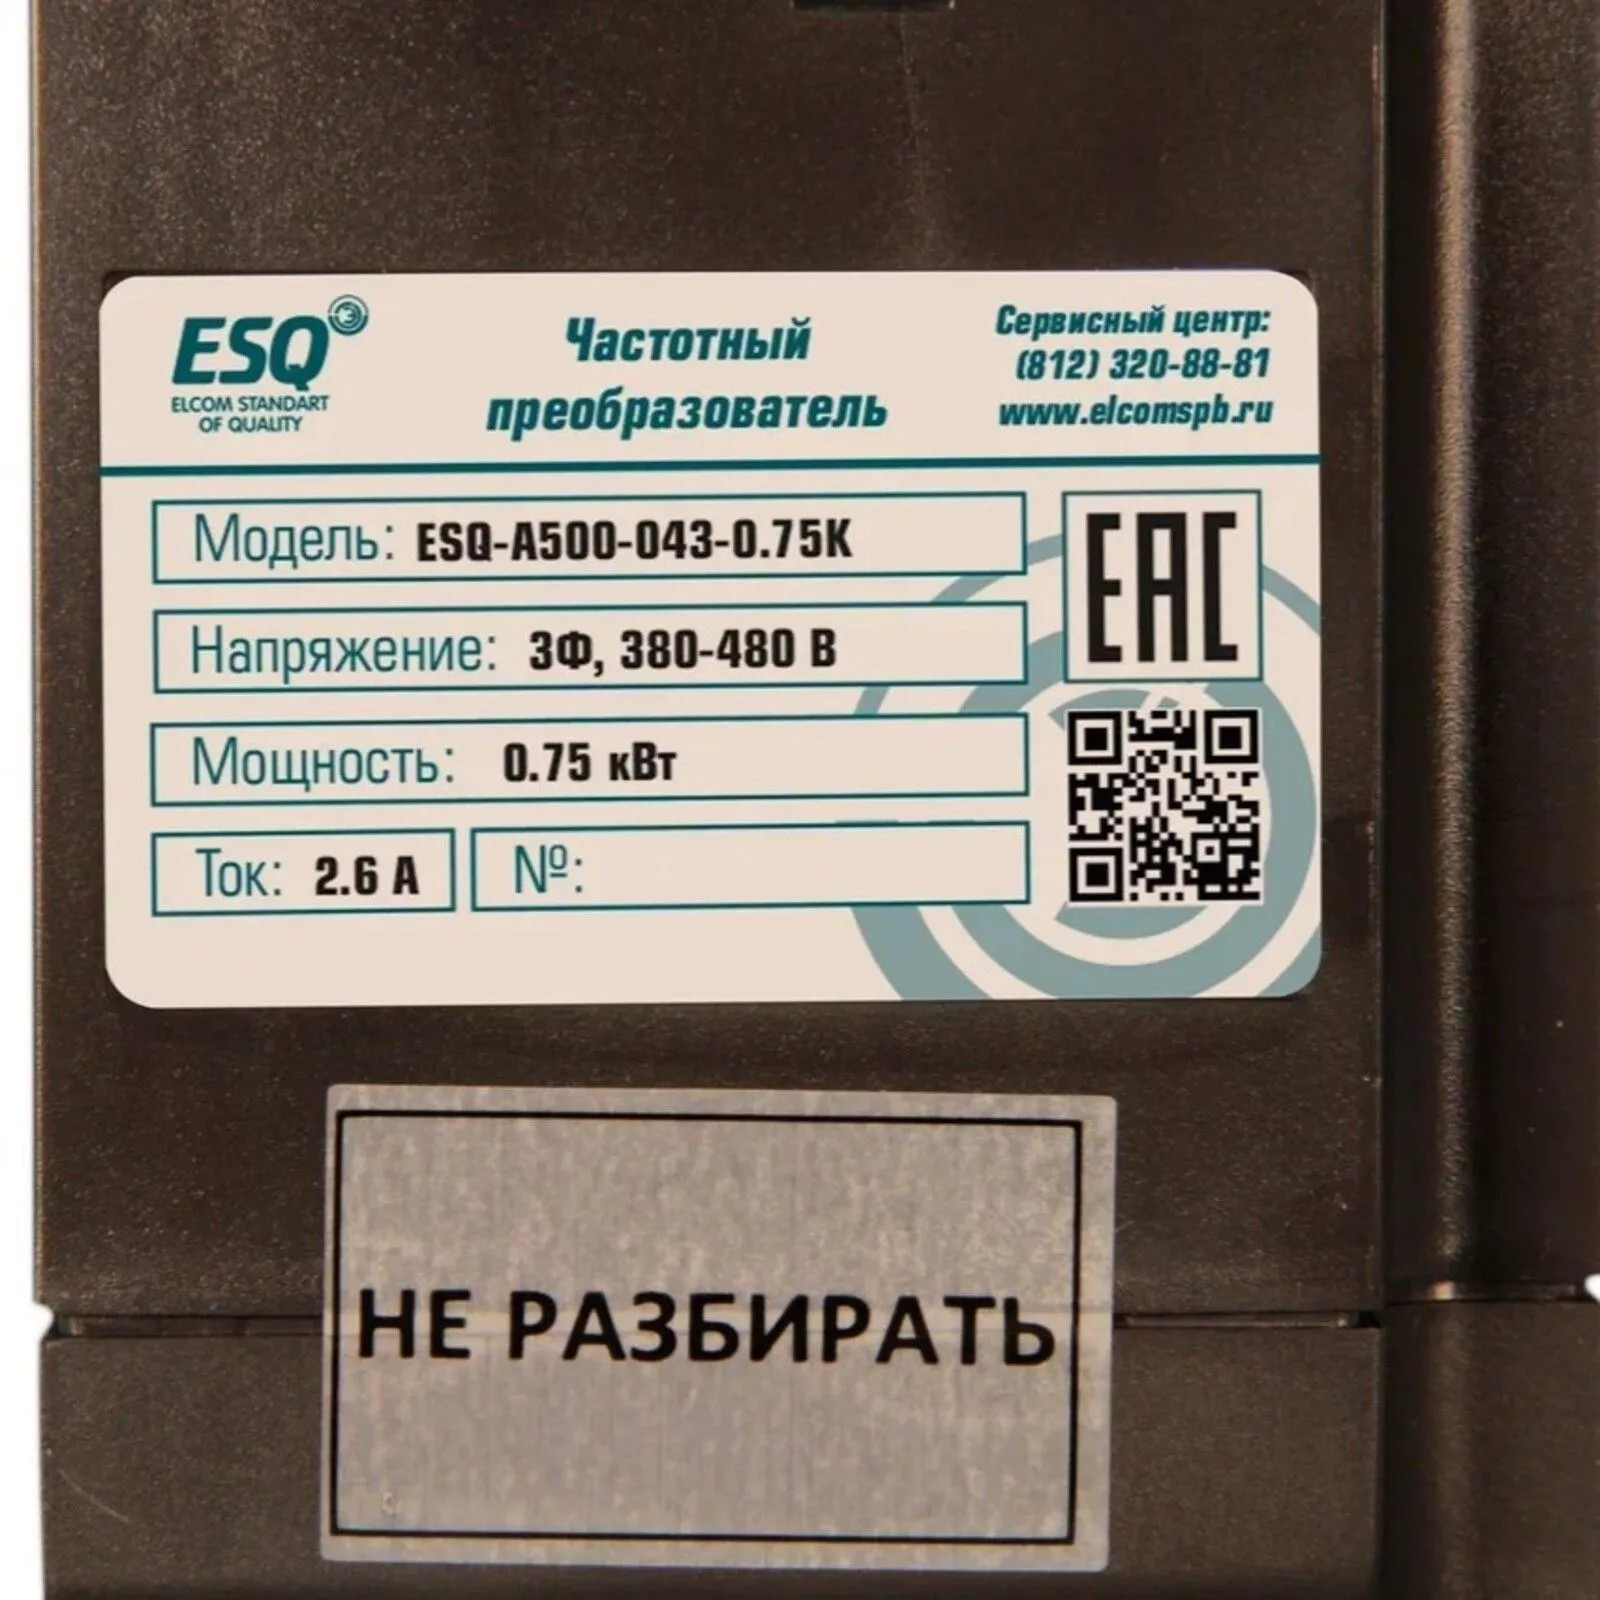 ESQ
ELCOM STANDART
OF QUALITY
Частотный
преобразователь
Сервисный центр:
(812) 320-88-81
www.elcomspb.ru
Модель: ESQ-A500-043-0.75K
Напряжение: 3Ф, 380-480 В
Мощность: 0.75 кВт
Ток: 2.6 А
№:
EAC
НЕ РАЗБИРАТЬ